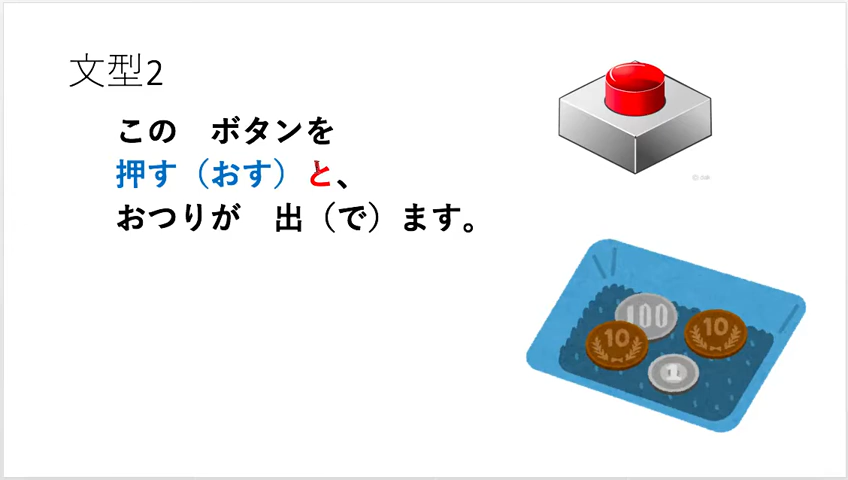 文型2
この　ボタンを
押す（おす）と、
おつりが　出（で）ます。
100
10
10
1